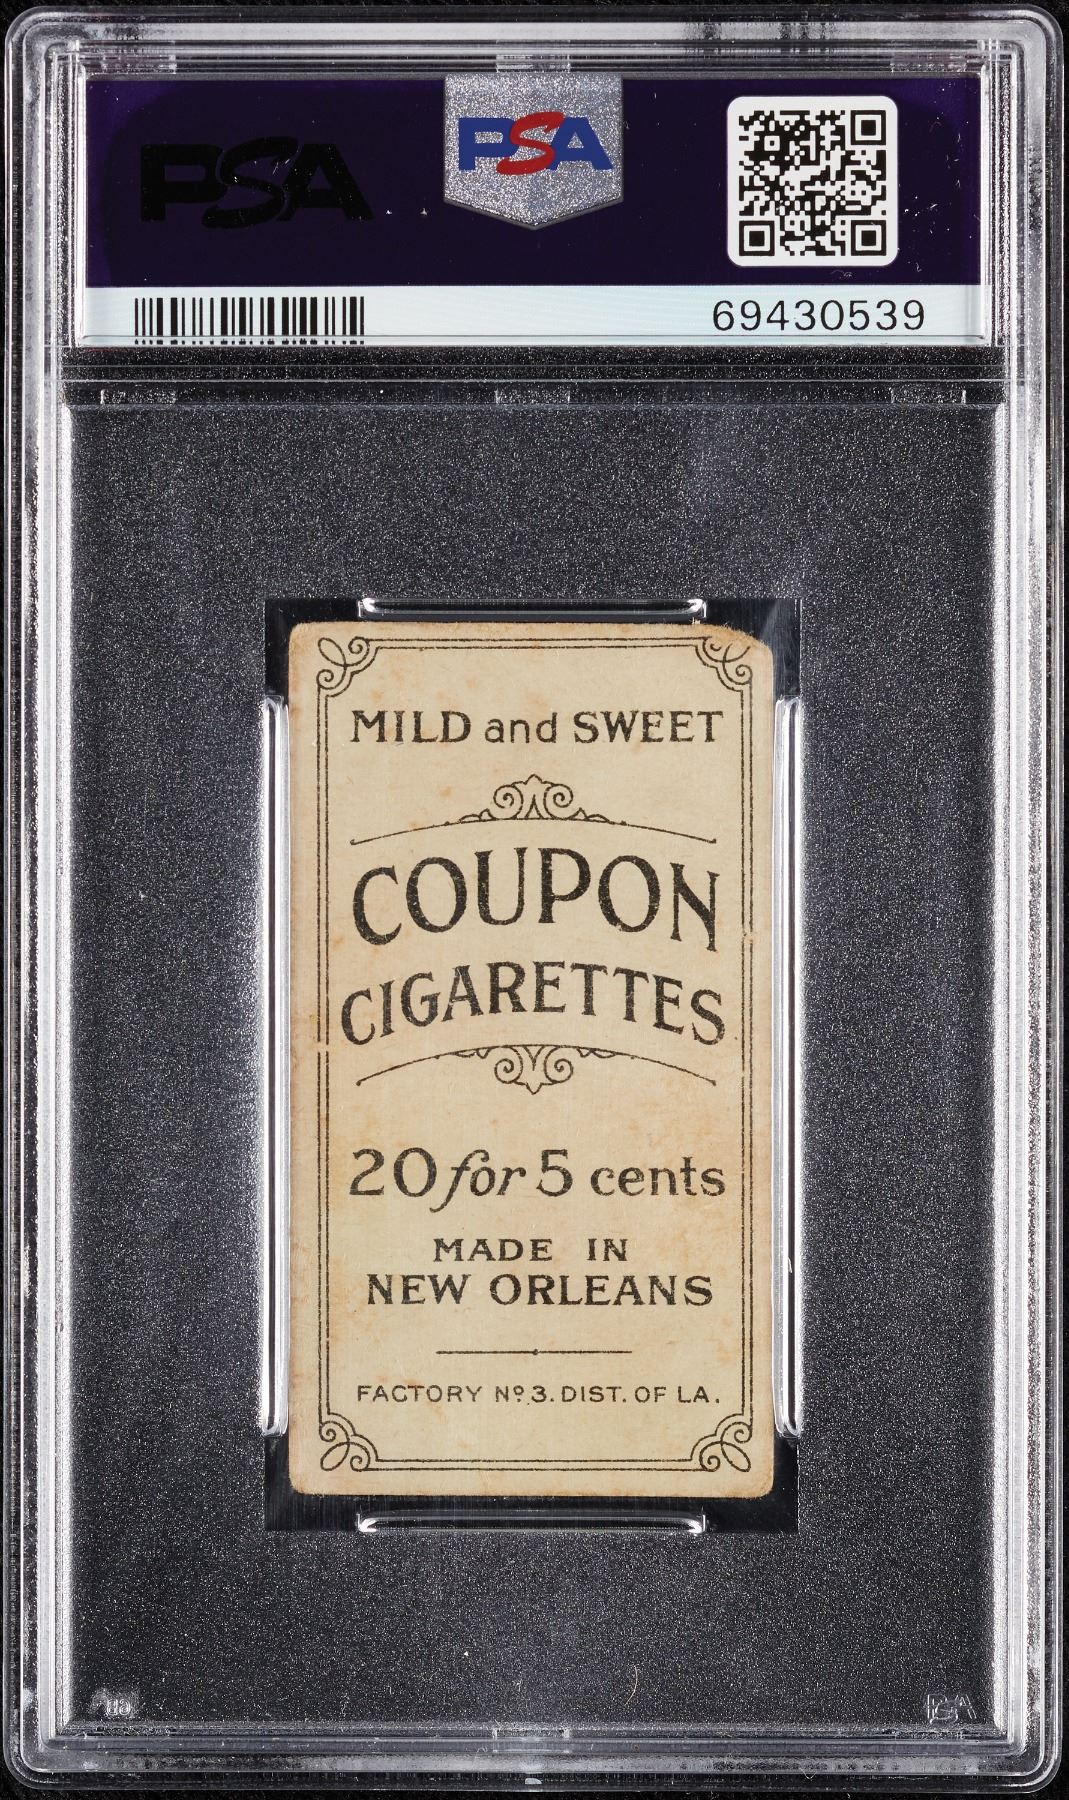 PSA
PSA
69430539
MILD and SWEET
COUPON
CIGARETTES
20 for 5 cents
MADE IN
NEW ORLEANS
FACTORY Nº 3. DIST. OF LA.
PSA